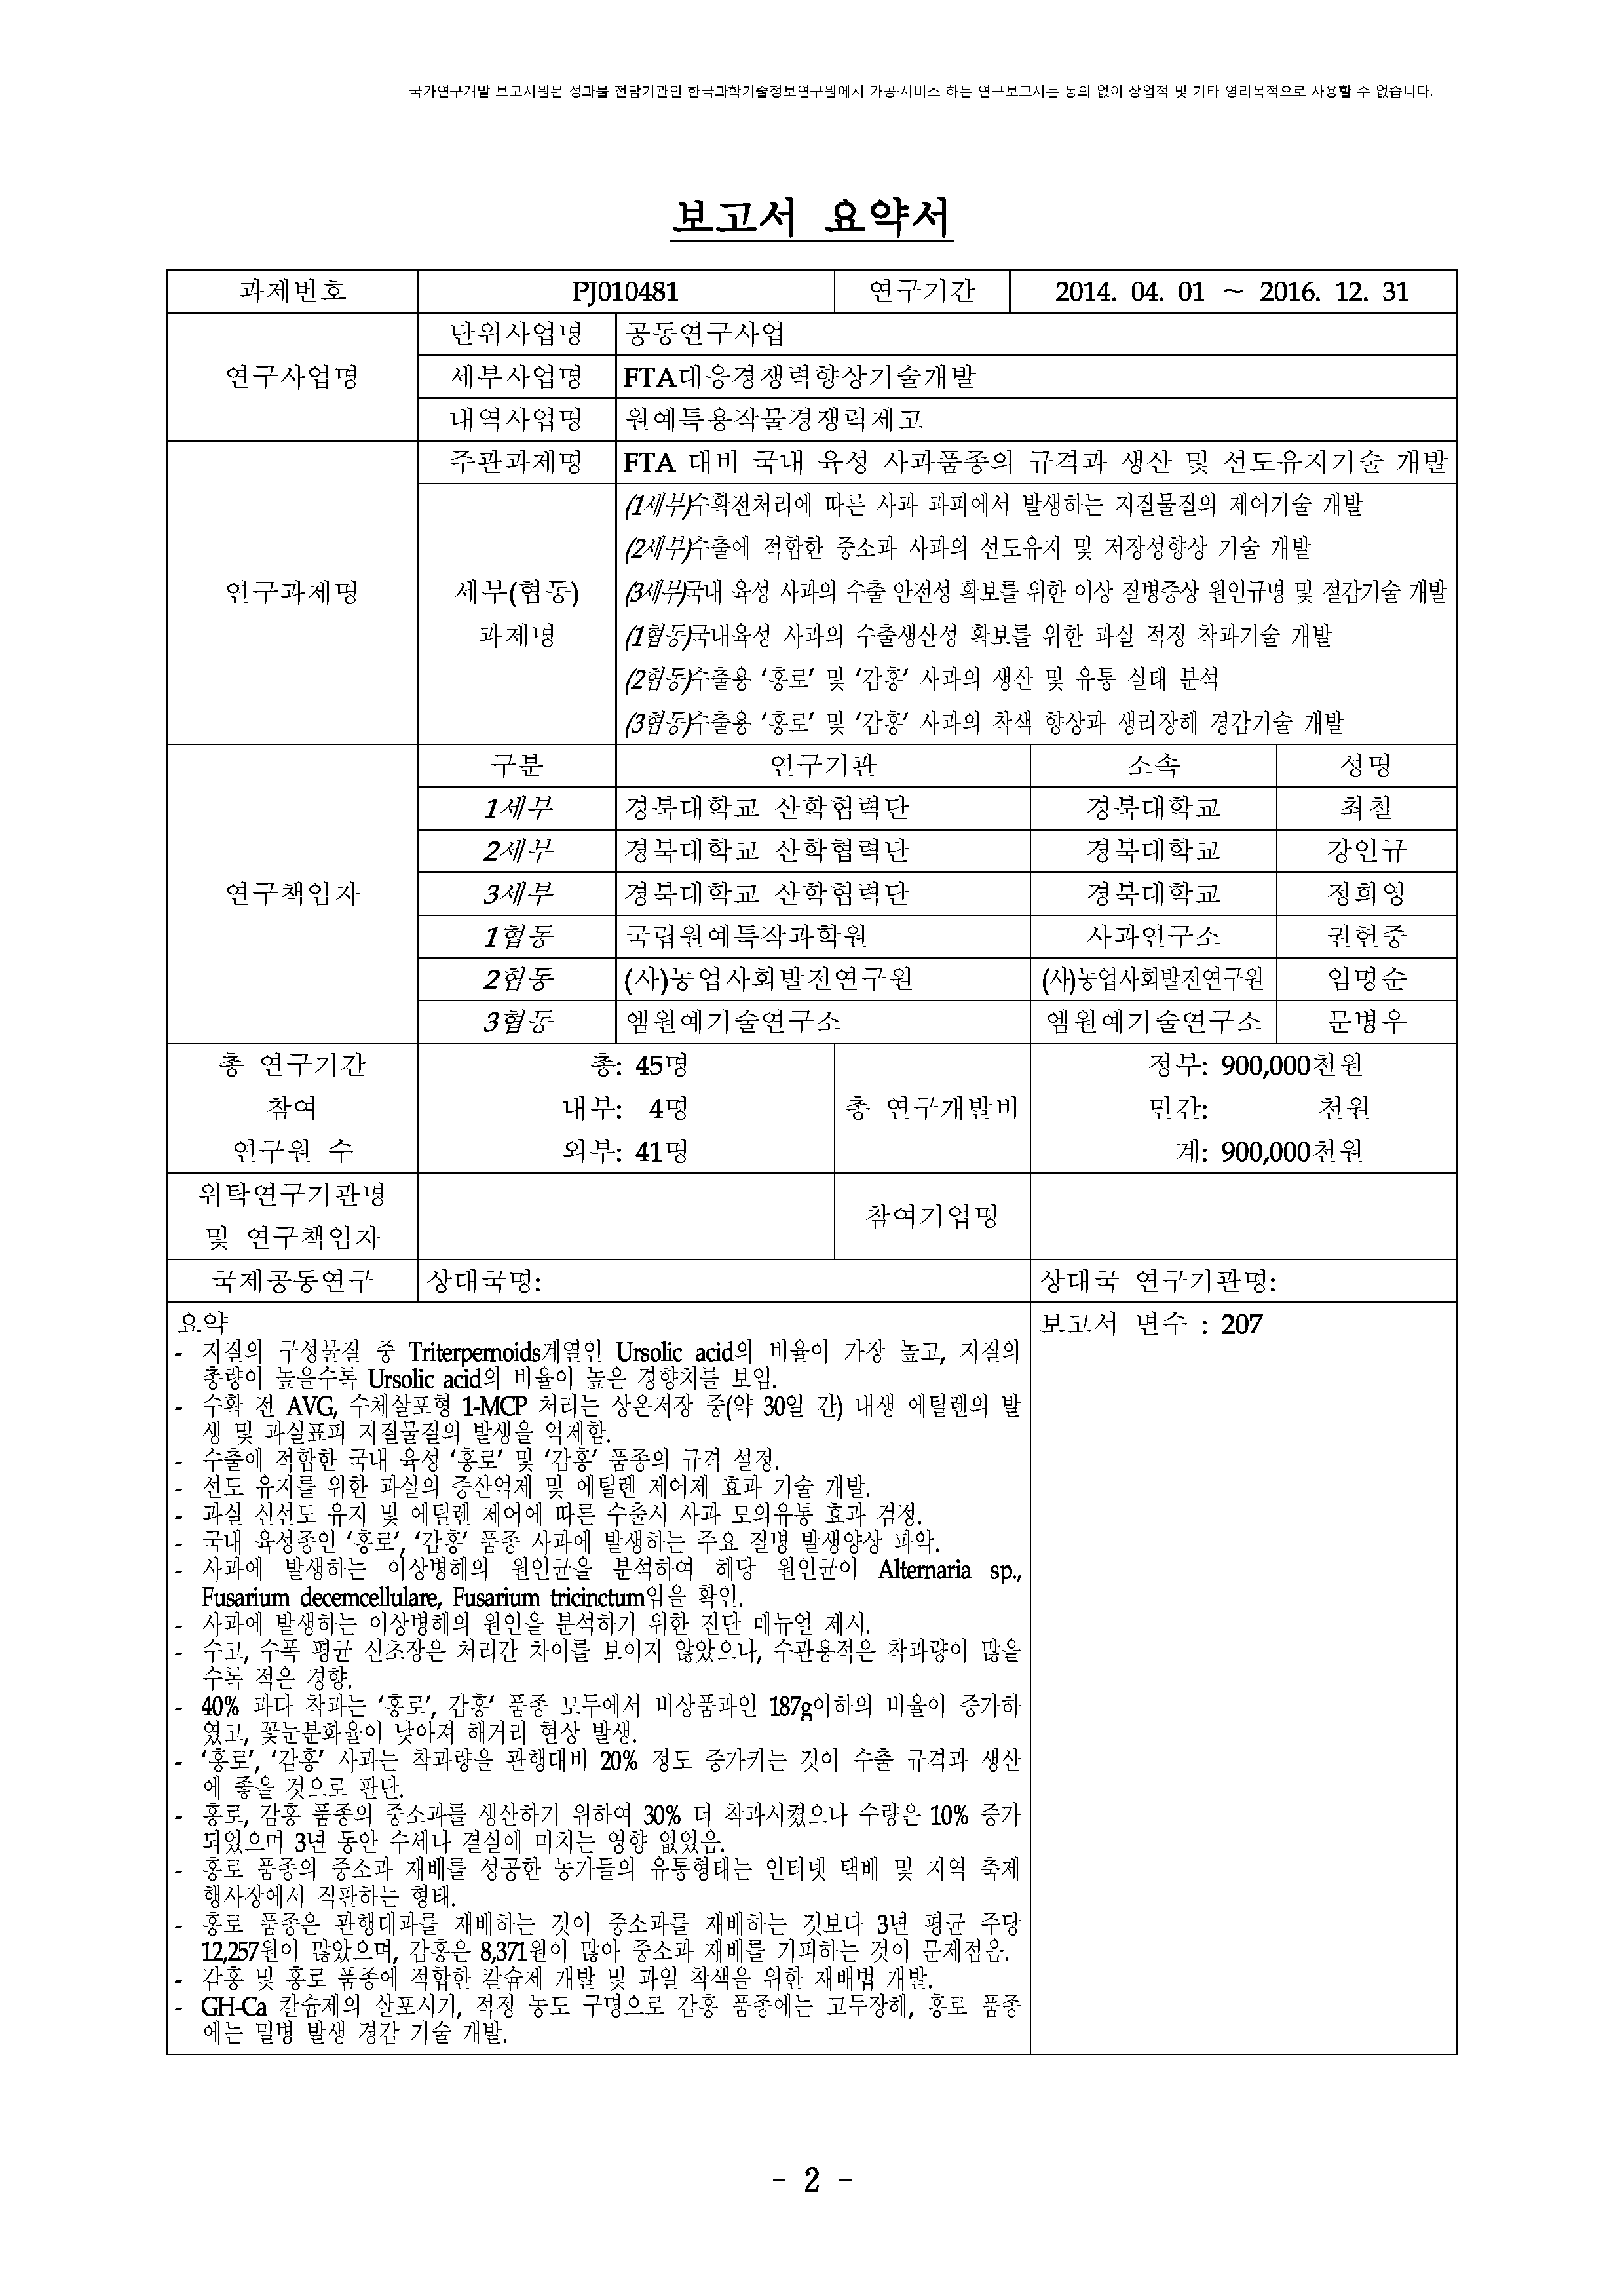 국가연구개발 보고서원문 성과물 전담기관인 한국과학기술정보연구원에서 가공·서비스 하는 연구보고서는 동의 없이 상업적 및 기타 영리목적으로 사용할 수 없습니다.
보고서 요약서
과제번호 PJ010481 연구기간 2014. 04. 01 ~ 2016. 12. 31
연구사업명
단위사업명 공동연구사업
세부사업명 FTA대응경쟁력향상기술개발
내역사업명 원예특용작물경쟁력제고
연구과제명
주관과제명 FTA 대비 국내 육성 사과품종의 규격과 생산 및 선도유지기술 개발
세부(협동)
과제명
(1세부)수확전처리에 따른 사과 과피에서 발생하는 지질물질의 제어기술 개발
(2세부)수출에 적합한 중소과 사과의 선도유지 및 저장성향상 기술 개발
(3세부)국내 육성 사과의 수출 안전성 확보를 위한 이상 질병증상 원인규명 및 절감기술 개발
(1협동)국내육성 사과의 수출생산성 확보를 위한 과실 적정 착과기술 개발
(2협동)수출용 ‘홍로’ 및 ‘감홍’ 사과의 생산 및 유통 실태 분석
(3협동)수출용 ‘홍로’ 및 ‘감홍’ 사과의 착색 향상과 생리장해 경감기술 개발
연구책임자
구분 연구기관 소속 성명
1세부 경북대학교 산학협력단 경북대학교 최철
2세부 경북대학교 산학협력단 경북대학교 강인규
3세부 경북대학교 산학협력단 경북대학교 정희영
1협동 국립원예특작과학원 사과연구소 권헌중
2협동 (사)농업사회발전연구원 (사)농업사회발전연구원 임명순
3협동 엠원예기술연구소 엠원예기술연구소 문병우
총 연구기간
참여
연구원 수
총: 45명
내부: 4명
외부: 41명
총 연구개발비
정부: 900,000천원
민간: 천원
계: 900,000천원
위탁연구기관명
및 연구책임자
참여기업명
국제공동연구 상대국명: 상대국 연구기관명:
요약
보고서 면수 : 207
- 지질의 구성물질 중 Triterpernoids계열인 Ursolic acid의 비율이 가장 높고, 지질의
총량이 높을수록 Ursolic acid의 비율이 높은 경향치를 보임.
- 수확 전 AVG, 수체살포형 1-MCP 처리는 상온저장 중(약 30일 간) 내생 에틸렌의 발
생 및 과실표피 지질물질의 발생을 억제함.
- 수출에 적합한 국내 육성 ‘홍로’ 및 ‘감홍’ 품종의 규격 설정.
- 선도 유지를 위한 과실의 증산억제 및 에틸렌 제어제 효과 기술 개발.
- 과실 신선도 유지 및 에틸렌 제어에 따른 수출시 사과 모의유통 효과 검정.
- 국내 육성종인 ‘홍로’, ‘감홍’ 품종 사과에 발생하는 주요 질병 발생양상 파악.
- 사과에 발생하는 이상병해의 원인균을 분석하여 해당 원인균이 Alternaria sp.,
Fusarium decemcellulare, Fusarium tricinctum임을 확인.
- 사과에 발생하는 이상병해의 원인을 분석하기 위한 진단 매뉴얼 제시.
- 수고, 수폭 평균 신초장은 처리간 차이를 보이지 않았으나, 수관용적은 착과량이 많을
수록 적은 경향.
- 40% 과다 착과는 ‘홍로’, 감홍‘ 품종 모두에서 비상품과인 187g이하의 비율이 증가하
였고, 꽃눈분화율이 낮아져 해거리 현상 발생.
- ‘홍로’, ‘감홍’ 사과는 착과량을 관행대비 20% 정도 증가키는 것이 수출 규격과 생산
에 좋을 것으로 판단.
- 홍로, 감홍 품종의 중소과를 생산하기 위하여 30% 더 착과시켰으나 수량은 10% 증가
되었으며 3년 동안 수세나 결실에 미치는 영향 없었음.
- 홍로 품종의 중소과 재배를 성공한 농가들의 유통형태는 인터넷 택배 및 지역 축제
행사장에서 직판하는 형태.
- 홍로 품종은 관행대과를 재배하는 것이 중소과를 재배하는 것보다 3년 평균 주당
12,257원이 많았으며, 감홍은 8,371원이 많아 중소과 재배를 기피하는 것이 문제점음.
- 감홍 및 홍로 품종에 적합한 칼슘제 개발 및 과일 착색을 위한 재배법 개발.
- GH-Ca 칼슘제의 살포시기, 적정 농도 구명으로 감홍 품종에는 고두장해, 홍로 품종
에는 밀병 발생 경감 기술 개발.
- 2 -